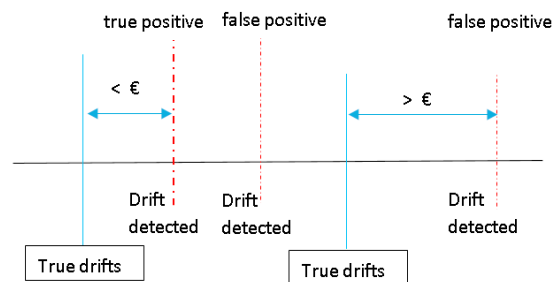 true positive
false positive
false positive
< €
> €
Drift
detected
Drift
detected
Drift
detected
True drifts
True drifts